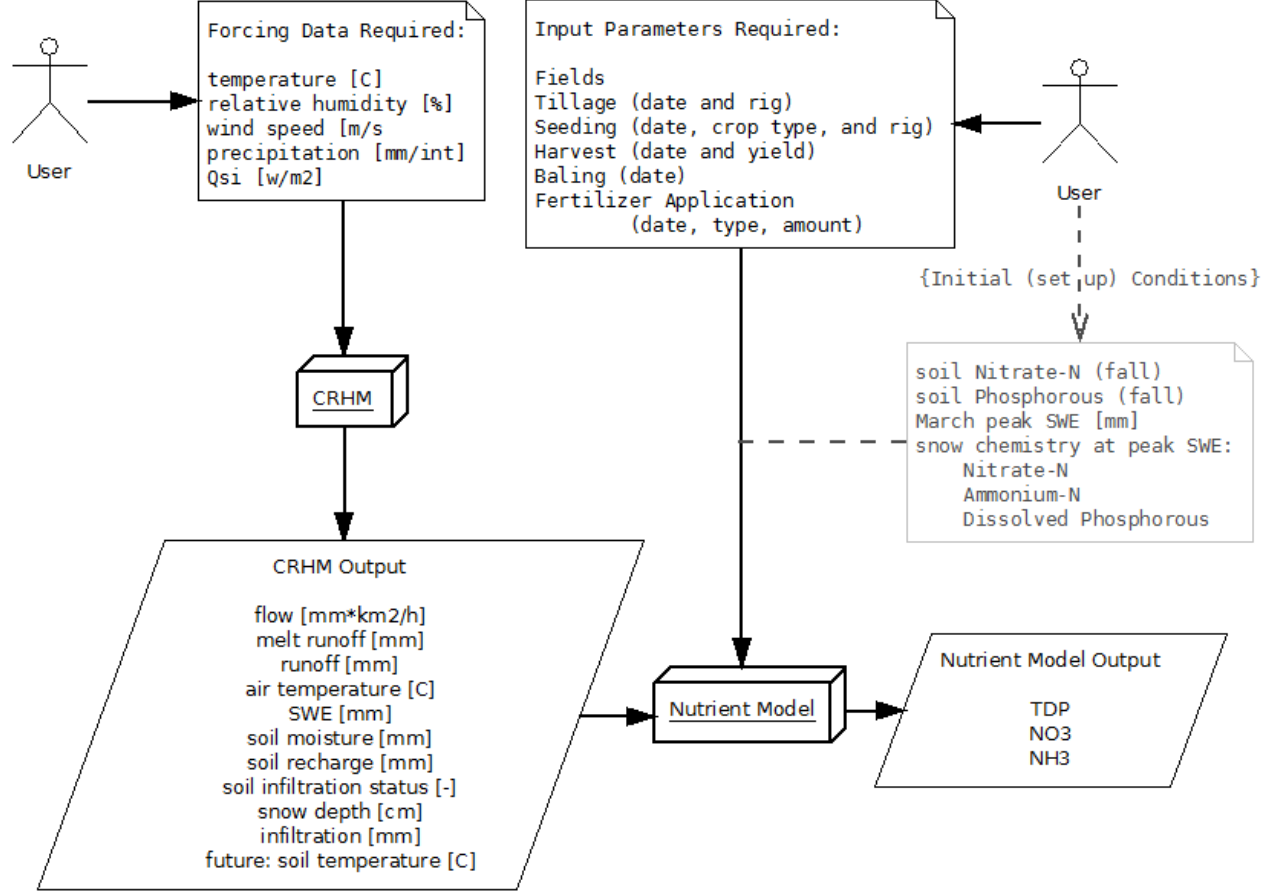 Forcing Data Required:
temperature [C]
relative humidity [%]
wind speed [m/s
precipitation [mm/int]
Qsi [w/m2]
User
Input Parameters Required:
Fields
Tillage (date and rig)
Seeding (date, crop type, and rig)
Harvest (date and yield)
Baling (date)
Fertilizer Application
(date, type, amount)
User
{Initial (set up) Conditions}
soil Nitrate-N (fall)
soil Phosphorous (fall)
March peak SWE [mm]
snow chemistry at peak SWE:
Nitrate-N
Ammonium-N
Dissolved Phosphorous
CRHM
CRHM Output
flow [mm*km2/h]
melt runoff [mm]
runoff [mm]
air temperature [C]
SWE [mm]
soil moisture [mm]
soil recharge [mm]
soil infiltration status [-]
snow depth [cm]
infiltration [mm]
future: soil temperature [C]
Nutrient Model
Nutrient Model Output
TDP
NO3
NH3